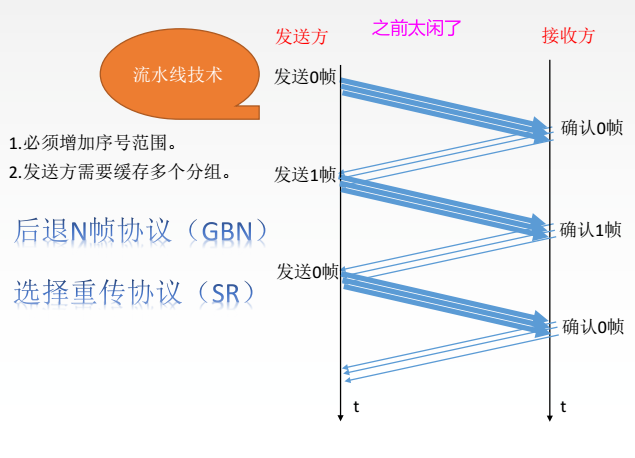 之前太闲了
发送方
接收方
流水线技术
发送0帧
确认0帧
1.必须增加序号范围。
2.发送方需要缓存多个分组。
发送1帧
后退N帧协议（GBN）
确认1帧
发送0帧
选择重传协议（SR）
确认0帧
t
t